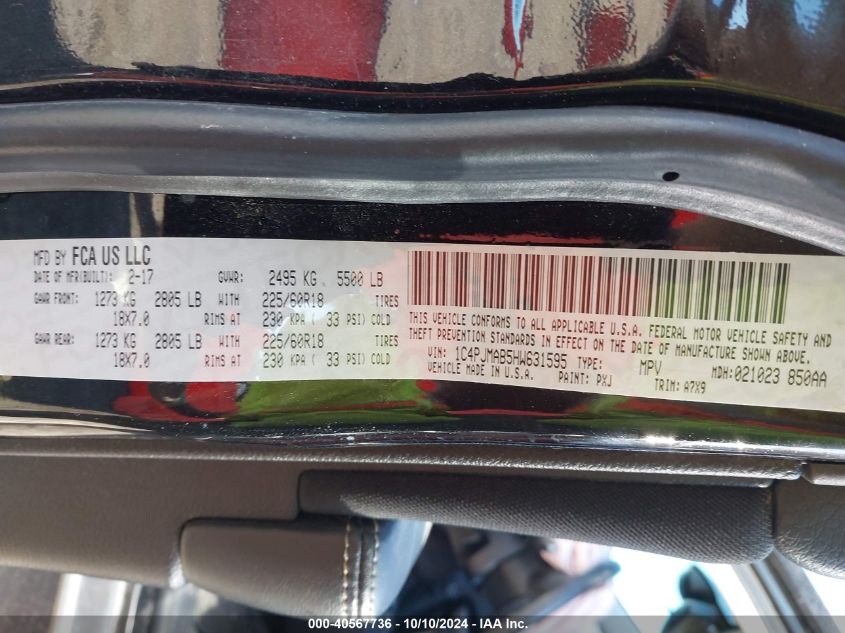 MFD BY FCA US LLC
DATE OF MFR(BUILT): 2-17 GVWR: 2495 KG 5500 LB
GAWR FRONT: 1273 KG 2805 LB WITH 225/60R18 TIRES
18X7.0 RIMS AT 230 KPA ( 33 PSI) COLD
GAWR REAR: 1273 KG 2805 LB WITH 225/60R18 TIRES
18X7.0 RIMS AT 230 KPA ( 33 PSI) COLD
THIS VEHICLE CONFORMS TO ALL APPLICABLE U.S.A. FEDERAL MOTOR VEHICLE SAFETY AND
THEFT PREVENTION STANDARDS IN EFFECT ON THE DATE OF MANUFACTURE SHOWN ABOVE.
VIN: 1C4PJMAB5HW631595 TYPE: MPV MDH:021023 850AA
VEHICLE MADE IN U.S.A. PAINT: PXJ TRIM: A7X9
000-40567736 - 10/10/2024 - IAA Inc.